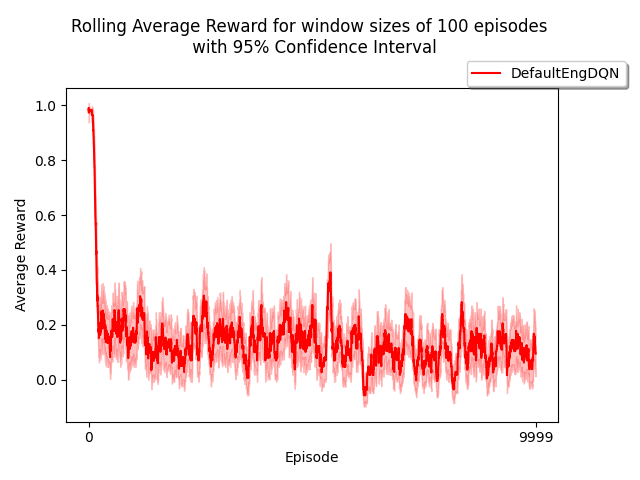 Rolling Average Reward for window sizes of 100 episodes
with 95% Confidence Interval
DefaultEngDQN
1.0
0.8
0.6
0.4
0.2
0.0
Average Reward
0
9999
Episode